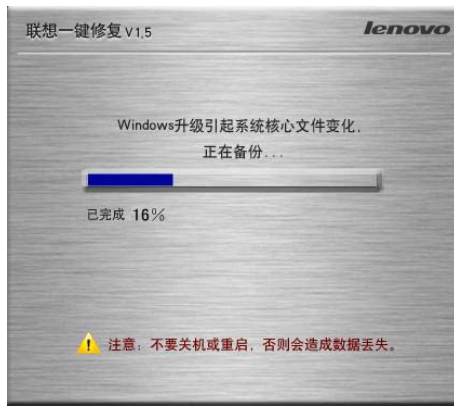 联想一键修复 V1.5
lenovo
Windows升级引起系统核心文件变化,
正在备份...
已完成 16%
注意：不要关机或重启，否则会造成数据丢失。